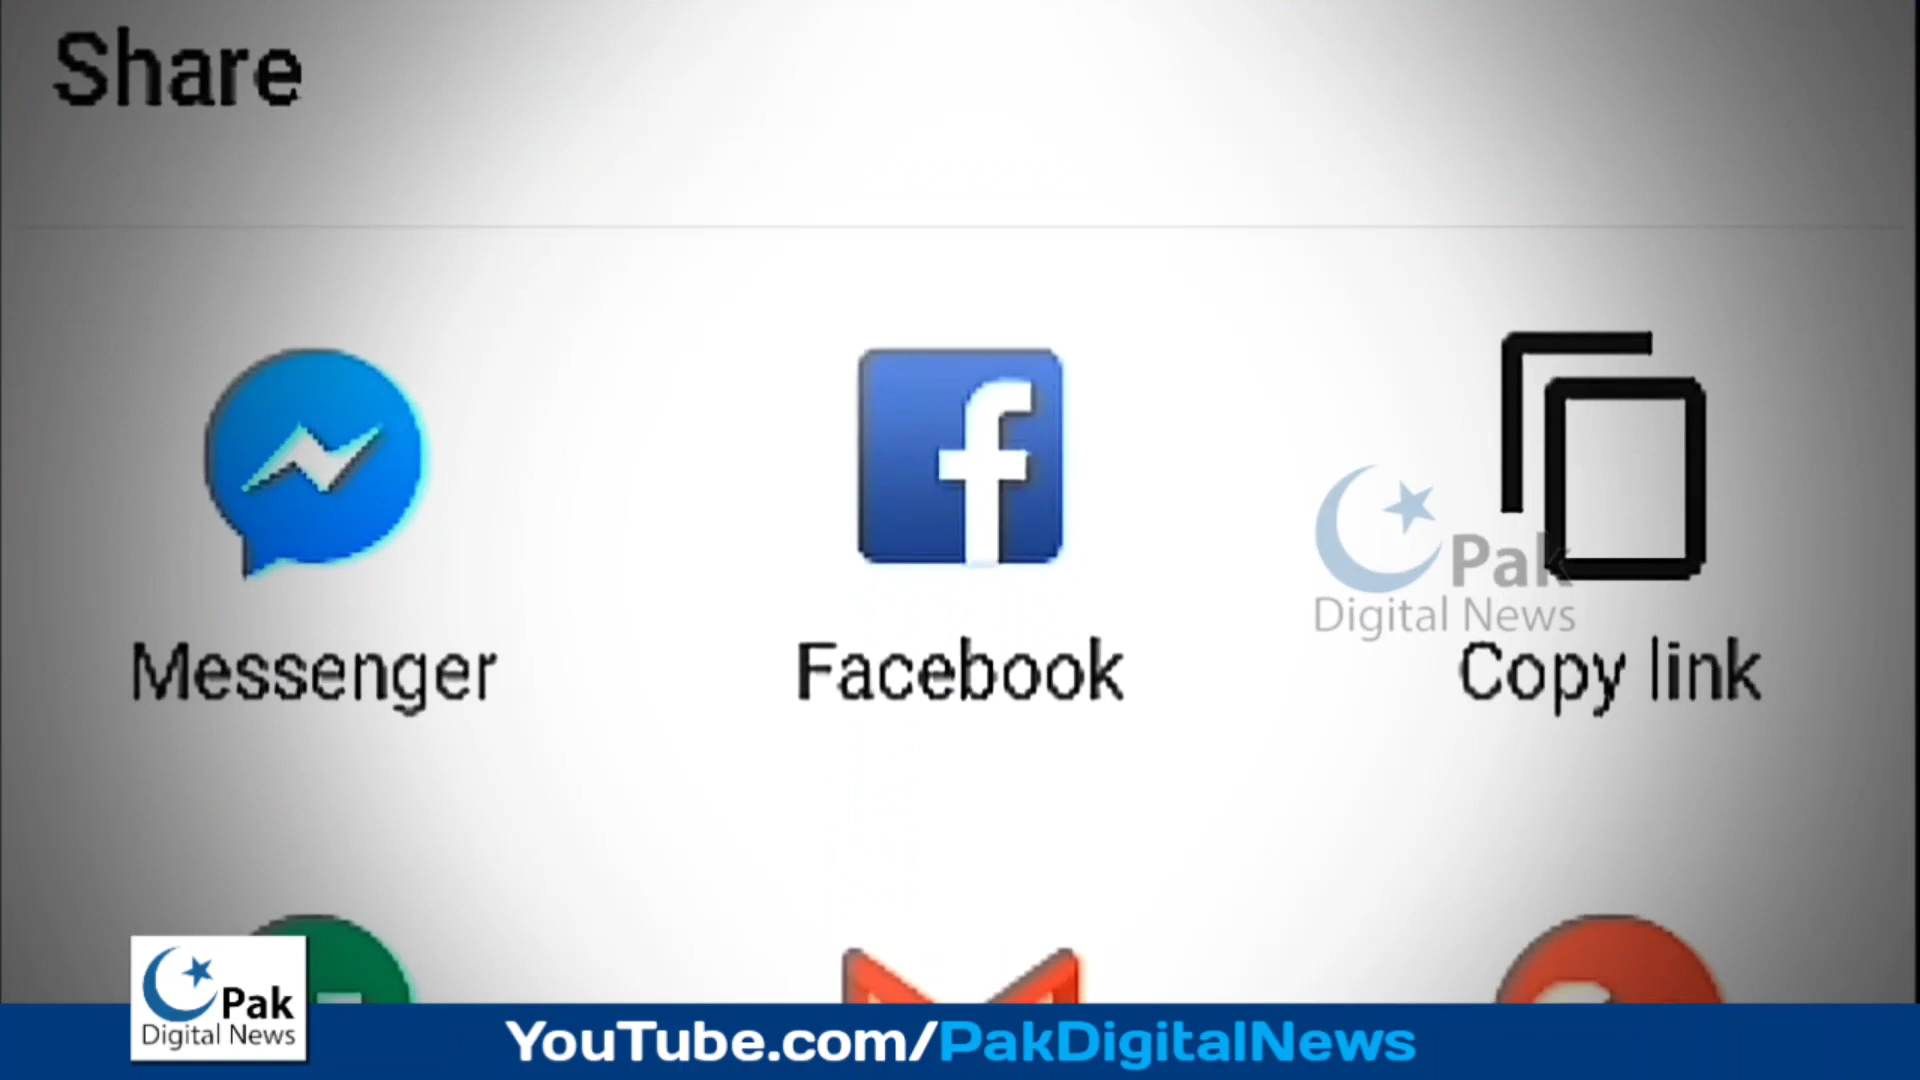 Share
Pak
Digital News
Messenger
Facebook
Copy link
Pak
Digital News
YouTube.com/PakDigitalNews